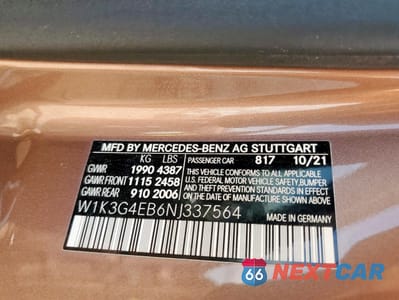 MFD BY MERCEDES-BENZ AG STUTTGART
KG LBS PASSENGER CAR 817 10/21
GVWR 1990 4387 THIS VEHICLE CONFORMS TO ALL APPLICABLE
GAWR FRONT 1115 2458 U.S. FEDERAL MOTOR VEHICLE SAFETY, BUMPER
GAWR REAR 910 2006 AND THEFT PREVENTION STANDARDS IN EFFECT
ON THE DATE OF MANUFACTURE SHOWN ABOVE.
W1K3G4EB6NJ337564
MADE IN GERMANY
66 NEXTCAR